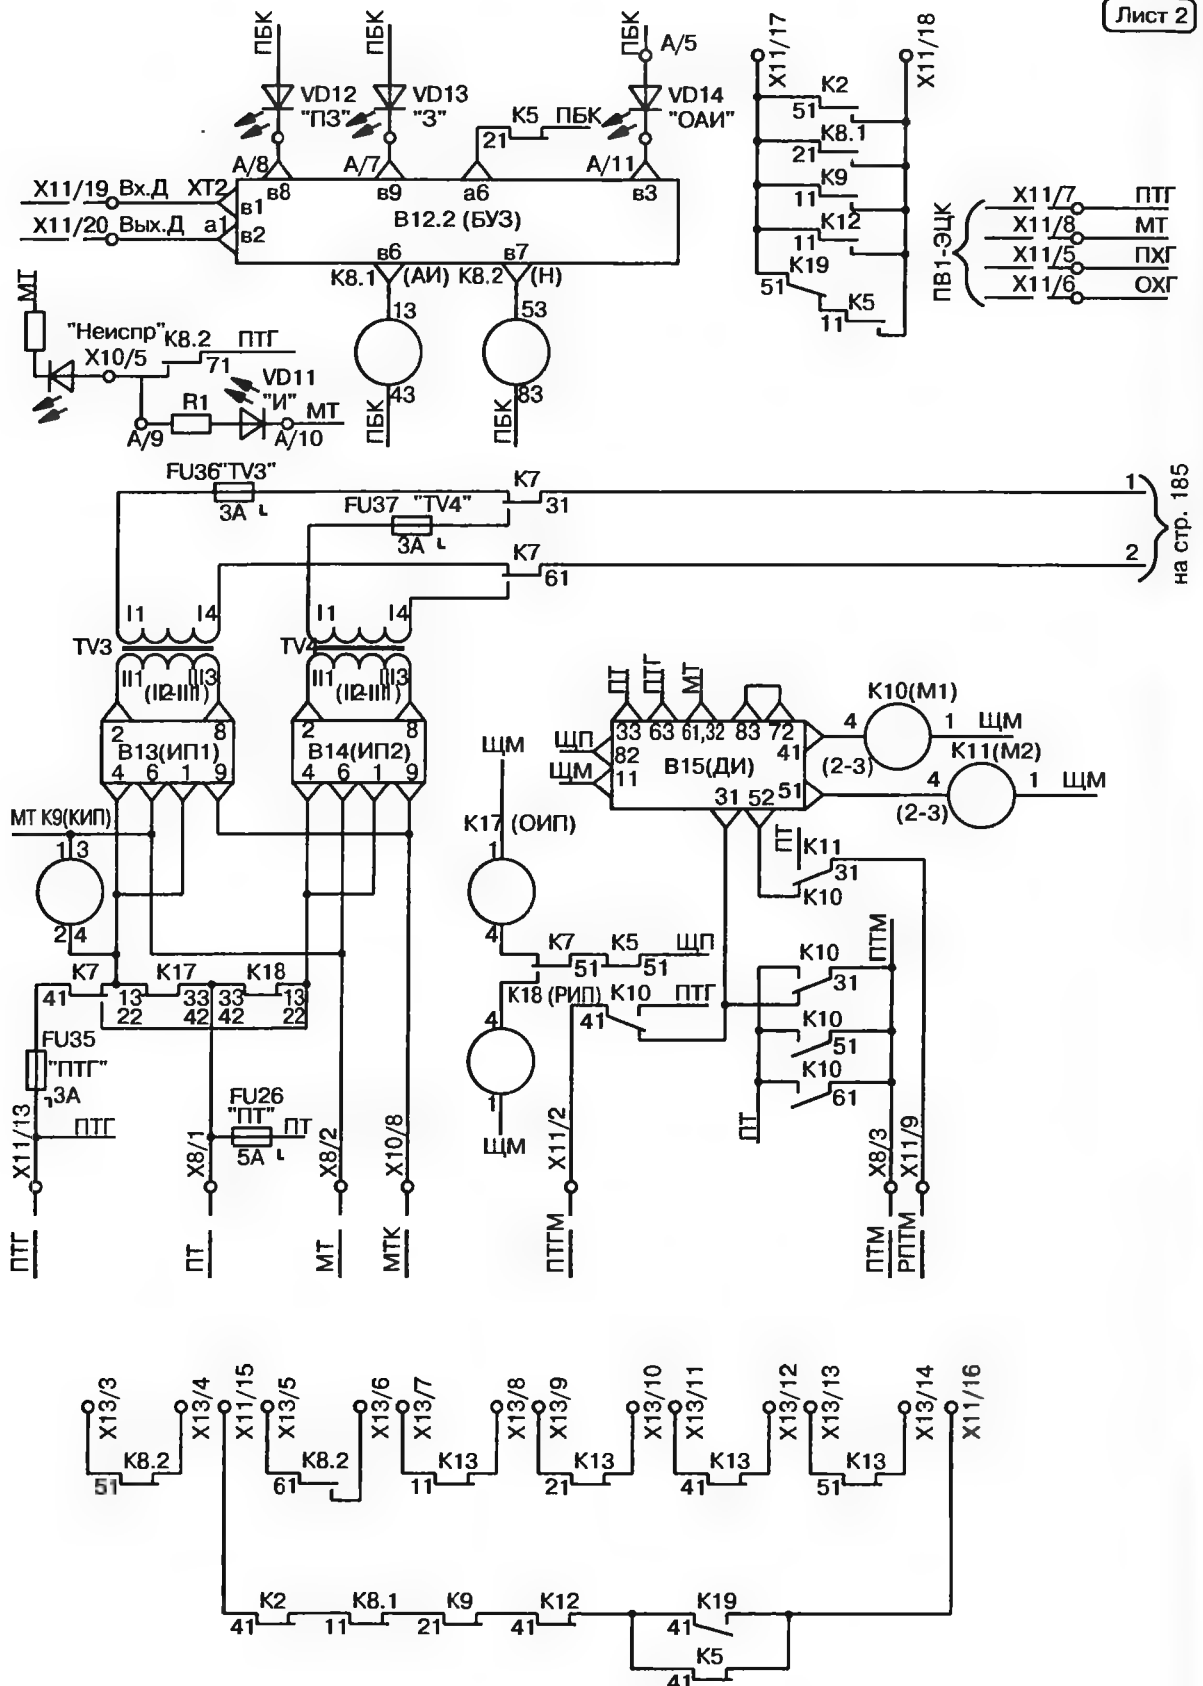 Лист 2
ПБК
ПБК
ПБК
А/5
X11/17
X11/18
VD12
"ПЗ"
VD13
"З"
К5
ПБК
21
VD14
"ОАИ"
К2
51
К8.1
21
К9
11
К12
11
К19
51
К5
11
А/8
А/7
А/11
X11/19 Вх.Д ХТ2
X11/20 Вых.Д а1
в8
в9
а6
в3
в1
в2
В12.2 (БУЗ)
в6
в7
К8.1 (АИ) К8.2 (Н)
13
53
43
83
ПБК
ПБК
ПВ1-ЭЦК
X11/7 ПТГ
X11/8 МТ
X11/5 ПХГ
X11/6 ОХГ
МТ
"Неиспр"
X10/5
К8.2
ПТГ
71
VD11
"И"
R1
А/9
А/10
МТ
FU36"TV3"
3А
FU37 "TV4"
3А
К7
31
К7
61
1
2
на стр. 185
I1
I4
I1
I4
TV3
TV4
II1
III3
(II2-III1)
II1
III3
(II2-III1)
2
8
В13(ИП1)
4 6 1 9
2
8
В14(ИП2)
4 6 1 9
ПТ
ПТГ
МТ
33 63 61,32 83 72
ЩП
82
ЩМ
11
В15(ДИ)
41
51
31 52
К10(М1)
4
1
ЩМ
(2-3)
К11(М2)
4
1
ЩМ
(2-3)
МТ К9(КИП)
1 3
2 4
ЩМ
К17 (ОИП)
1
4
ПТ
К11
31
К10
К7
51
К5
51
ЩП
К18 (РИП)
К10
41
ПТГ
4
1
ЩМ
К10
31
К10
51
К10
61
ПТМ
ПТ
К7
41
К17
13
22
33
42
К18
33
42
13
22
FU35
"ПТГ"
3А
ПТГ
FU26
"ПТ"
5А
ПТ
X11/13
X8/1
X8/2
X10/8
X11/2
X8/3
X11/9
ПТГ
ПТ
МТ
МТК
ПТГМ
ПТМ
РПТМ
X13/3
X13/4
X11/15
X13/5
X13/6
X13/7
X13/8
X13/9
X13/10
X13/11
X13/12
X13/13
X13/14
X11/16
К8.2
51
К8.2
61
К13
11
К13
21
К13
41
К13
51
К2
41
К8.1
11
К9
21
К12
41
К19
41
К5
41